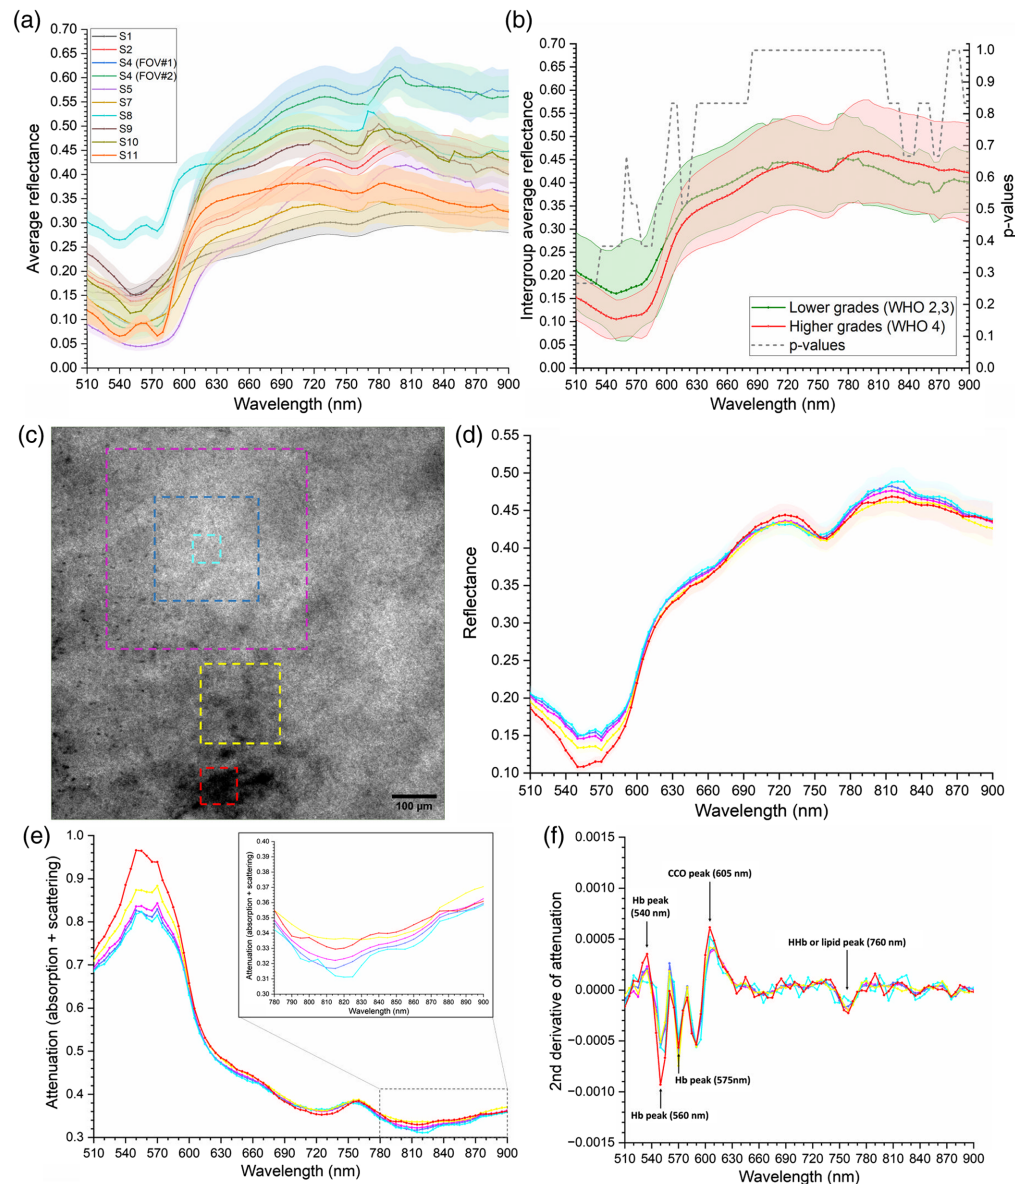 (a)
0.70
0.65
0.60
0.55
0.50
0.45
0.40
0.35
0.30
0.25
0.20
0.15
0.10
0.05
0.00
Average reflectance
S1
S2
S4 (FOV#1)
S4 (FOV#2)
S5
S7
S8
S9
S10
S11
510 540 570 600 630 660 690 720 750 780 810 840 870 900
Wavelength (nm)
(b)
0.70
0.65
0.60
0.55
0.50
0.45
0.40
0.35
0.30
0.25
0.20
0.15
0.10
0.05
0.00
Intergroup average reflectance
Lower grades (WHO 2,3)
Higher grades (WHO 4)
p-values
1.0
0.9
0.8
0.7
0.6
0.5
0.4
0.3
0.2
0.1
0.0
p-values
510 540 570 600 630 660 690 720 750 780 810 840 870 900
Wavelength (nm)
(c)
100 µm
(d)
0.55
0.50
0.45
0.40
0.35
0.30
0.25
0.20
0.15
0.10
Reflectance
510 540 570 600 630 660 690 720 750 780 810 840 870 900
Wavelength (nm)
(e)
1.0
0.9
0.8
0.7
0.6
0.5
0.4
0.3
Attenuation (absorption + scattering)
0.40
0.39
0.38
0.37
0.36
0.35
0.34
0.33
0.32
0.31
0.30
Attenuation (absorption + scattering)
780 790 800 810 820 830 840 850 860 870 880 890 900
Wavelength (nm)
510 540 570 600 630 660 690 720 750 780 810 840 870 900
Wavelength (nm)
(f)
0.0015
0.0010
0.0005
0.0000
−0.0005
−0.0010
−0.0015
2nd derivative of attenuation
CCO peak (605 nm)
Hb peak
(540 nm)
HHb or lipid peak (760 nm)
Hb peak (575nm)
Hb peak (560 nm)
510 540 570 600 630 660 690 720 750 780 810 840 870 900
Wavelength (nm)